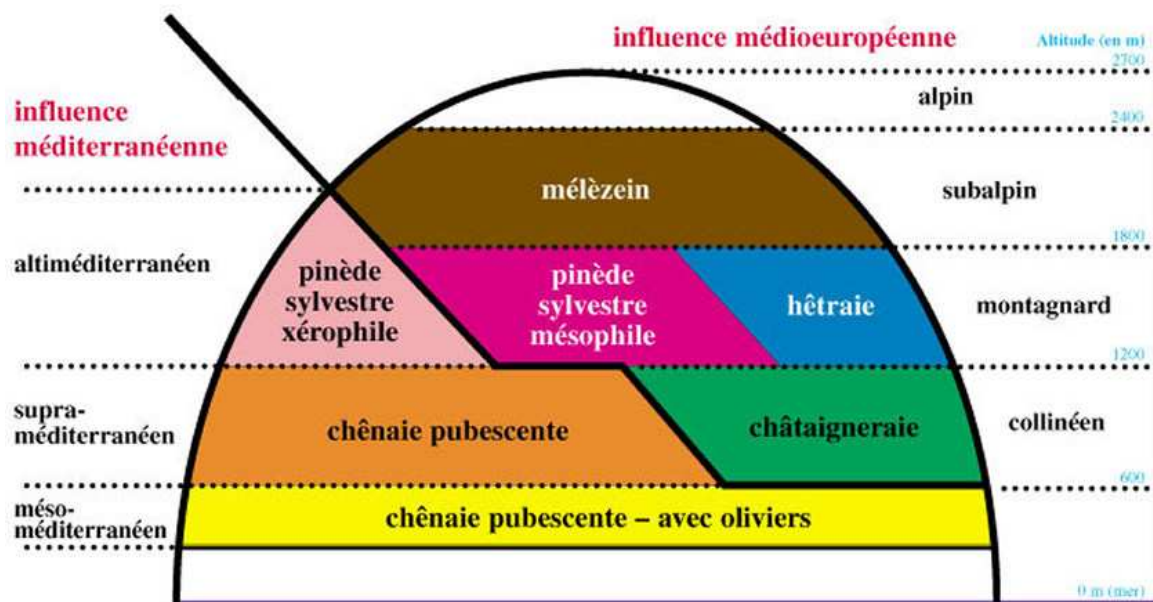 influence médioeuropéenne
Altitude (en m)
2700
alpin
influence
méditerranéenne
2400
mélèzein
subalpin
1800
altiméditerranéen
pinède
sylvestre
xérophile
pinède
sylvestre
mésophile
hêtraie
montagnard
1200
supra-
méditerranéen
chênaie pubescente
châtaigneraie
collinéen
600
méso-
méditerranéen
chênaie pubescente – avec oliviers
0 m (mer)